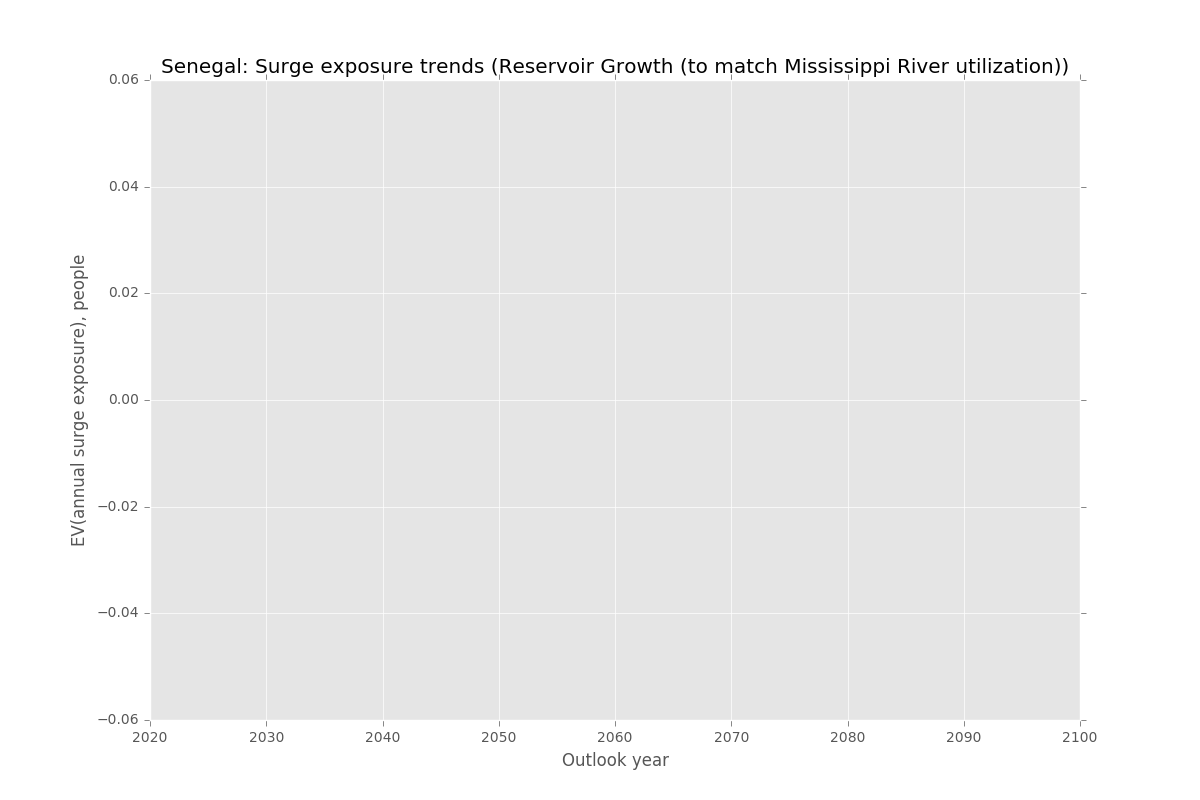 Senegal: Surge exposure trends (Reservoir Growth (to match Mississippi River utilization))
0.06
0.04
0.02
0.00
−0.02
−0.04
−0.06
EV(annual surge exposure), people
2020 2030 2040 2050 2060 2070 2080 2090 2100
Outlook year